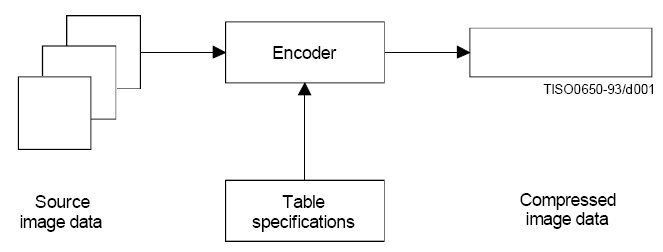 Encoder
TISO0650-93/d001
Source
image data
Table
specifications
Compressed
image data